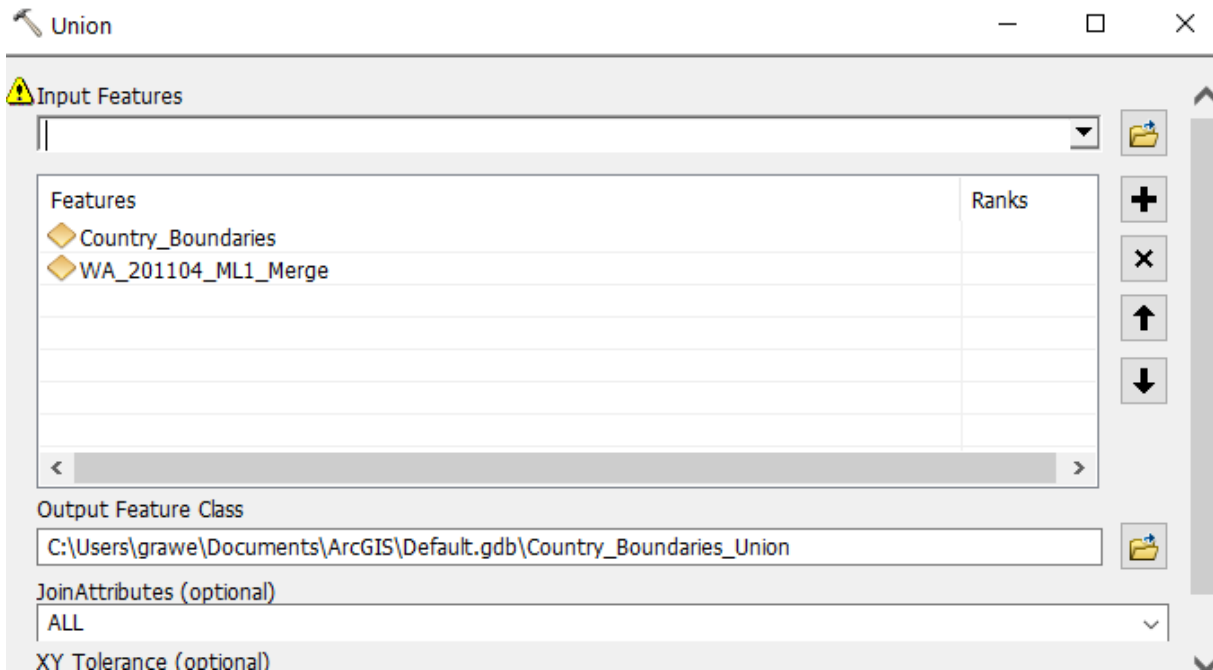 Union
Input Features
Features Ranks
Country_Boundaries
WA_201104_ML1_Merge
Output Feature Class
C:\Users\grawe\Documents\ArcGIS\Default.gdb\Country_Boundaries_Union
JoinAttributes (optional)
ALL
XY Tolerance (optional)